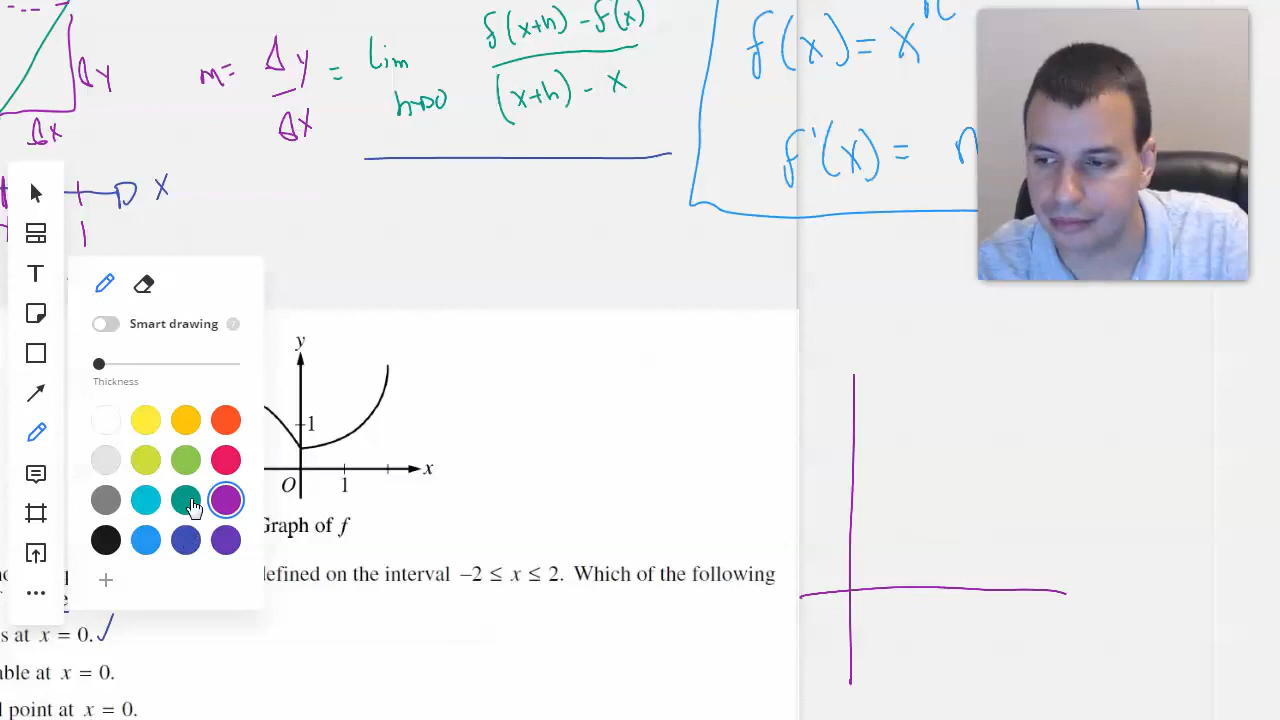 f(x+h) - f(x)
m = Δy = lim
Δx h→0 (x+h) - x
Δy
Δx
f(x) = x^n
f'(x) = n
x
1
T
Smart drawing ?
Thickness
y
1
x
O 1
Graph of f
defined on the interval −2 ≤ x ≤ 2. Which of the following
s at x = 0. ✓
able at x = 0.
l point at x = 0.